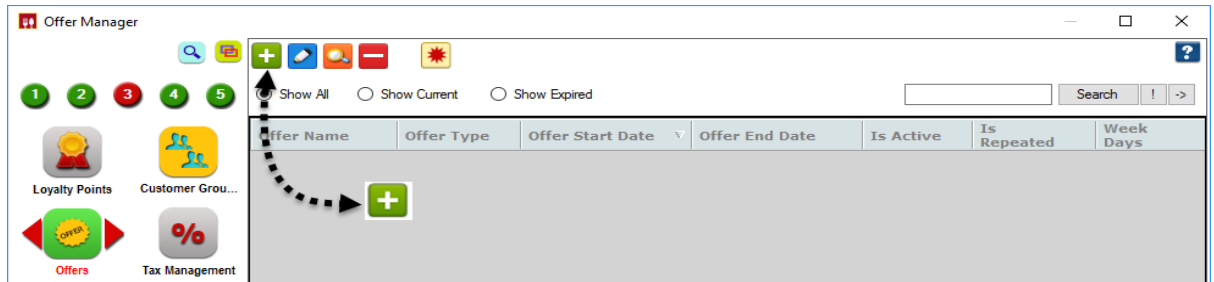 Offer Manager
?
1 2 3 4 5
Show All Show Current Show Expired Search ! ->
Offer Name Offer Type Offer Start Date Offer End Date Is Active Is Repeated Week Days
Loyalty Points Customer Grou...
OFFER %
Offers Tax Management